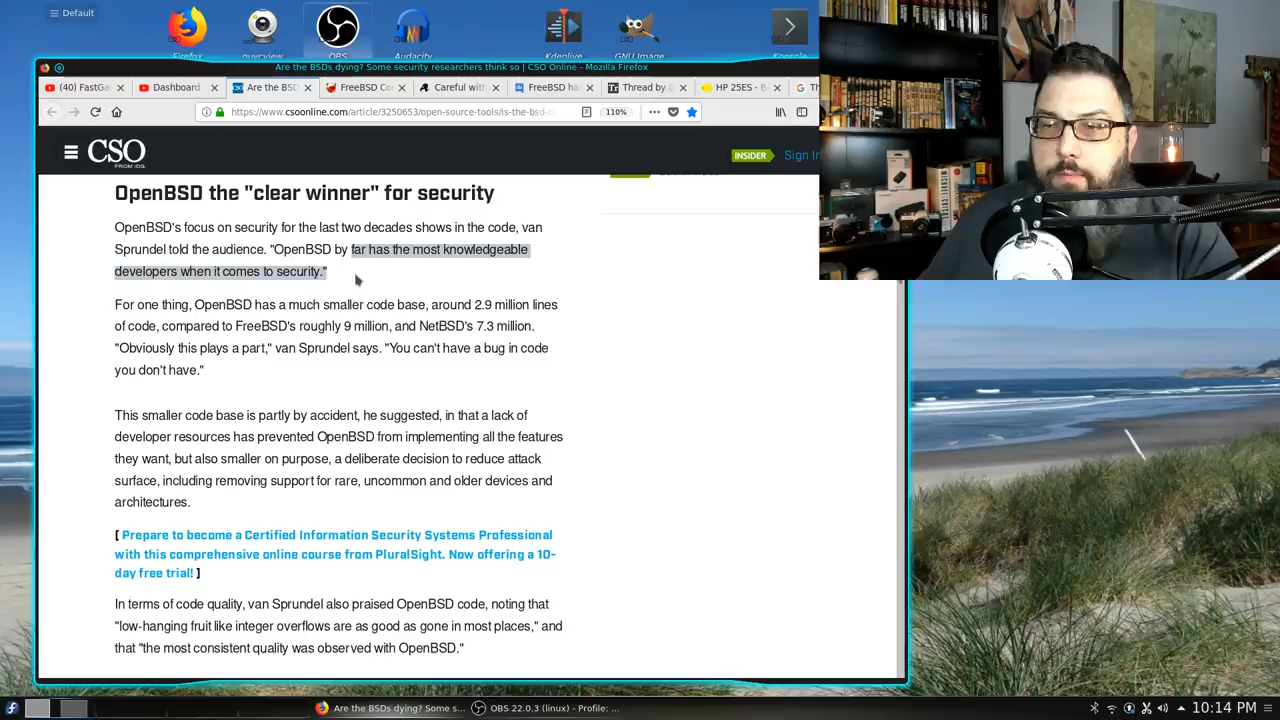 Default
Firefox
guvcview
OBS
Audacity
Kdenlive
GNU Image
Konsole
Are the BSDs dying? Some security researchers think so | CSO Online - Mozilla Firefox
(40) FastGa
Dashboard
Are the BSD
FreeBSD Co
Careful with
FreeBSD ha
Thread by @
HP 25ES - B
Th
https://www.csoonline.com/article/3250653/open-source-tools/is-the-bsd-o
110%
CSO
FROM IDG
INSIDER
Sign In
OpenBSD the "clear winner" for security
OpenBSD's focus on security for the last two decades shows in the code, van
Sprundel told the audience. "OpenBSD by far has the most knowledgeable
developers when it comes to security."
For one thing, OpenBSD has a much smaller code base, around 2.9 million lines
of code, compared to FreeBSD's roughly 9 million, and NetBSD's 7.3 million.
"Obviously this plays a part," van Sprundel says. "You can't have a bug in code
you don't have."
This smaller code base is partly by accident, he suggested, in that a lack of
developer resources has prevented OpenBSD from implementing all the features
they want, but also smaller on purpose, a deliberate decision to reduce attack
surface, including removing support for rare, uncommon and older devices and
architectures.
[ Prepare to become a Certified Information Security Systems Professional
with this comprehensive online course from PluralSight. Now offering a 10-
day free trial! ]
In terms of code quality, van Sprundel also praised OpenBSD code, noting that
"low-hanging fruit like integer overflows are as good as gone in most places," and
that "the most consistent quality was observed with OpenBSD."
Are the BSDs dying? Some s...
OBS 22.0.3 (linux) - Profile: ...
10:14 PM